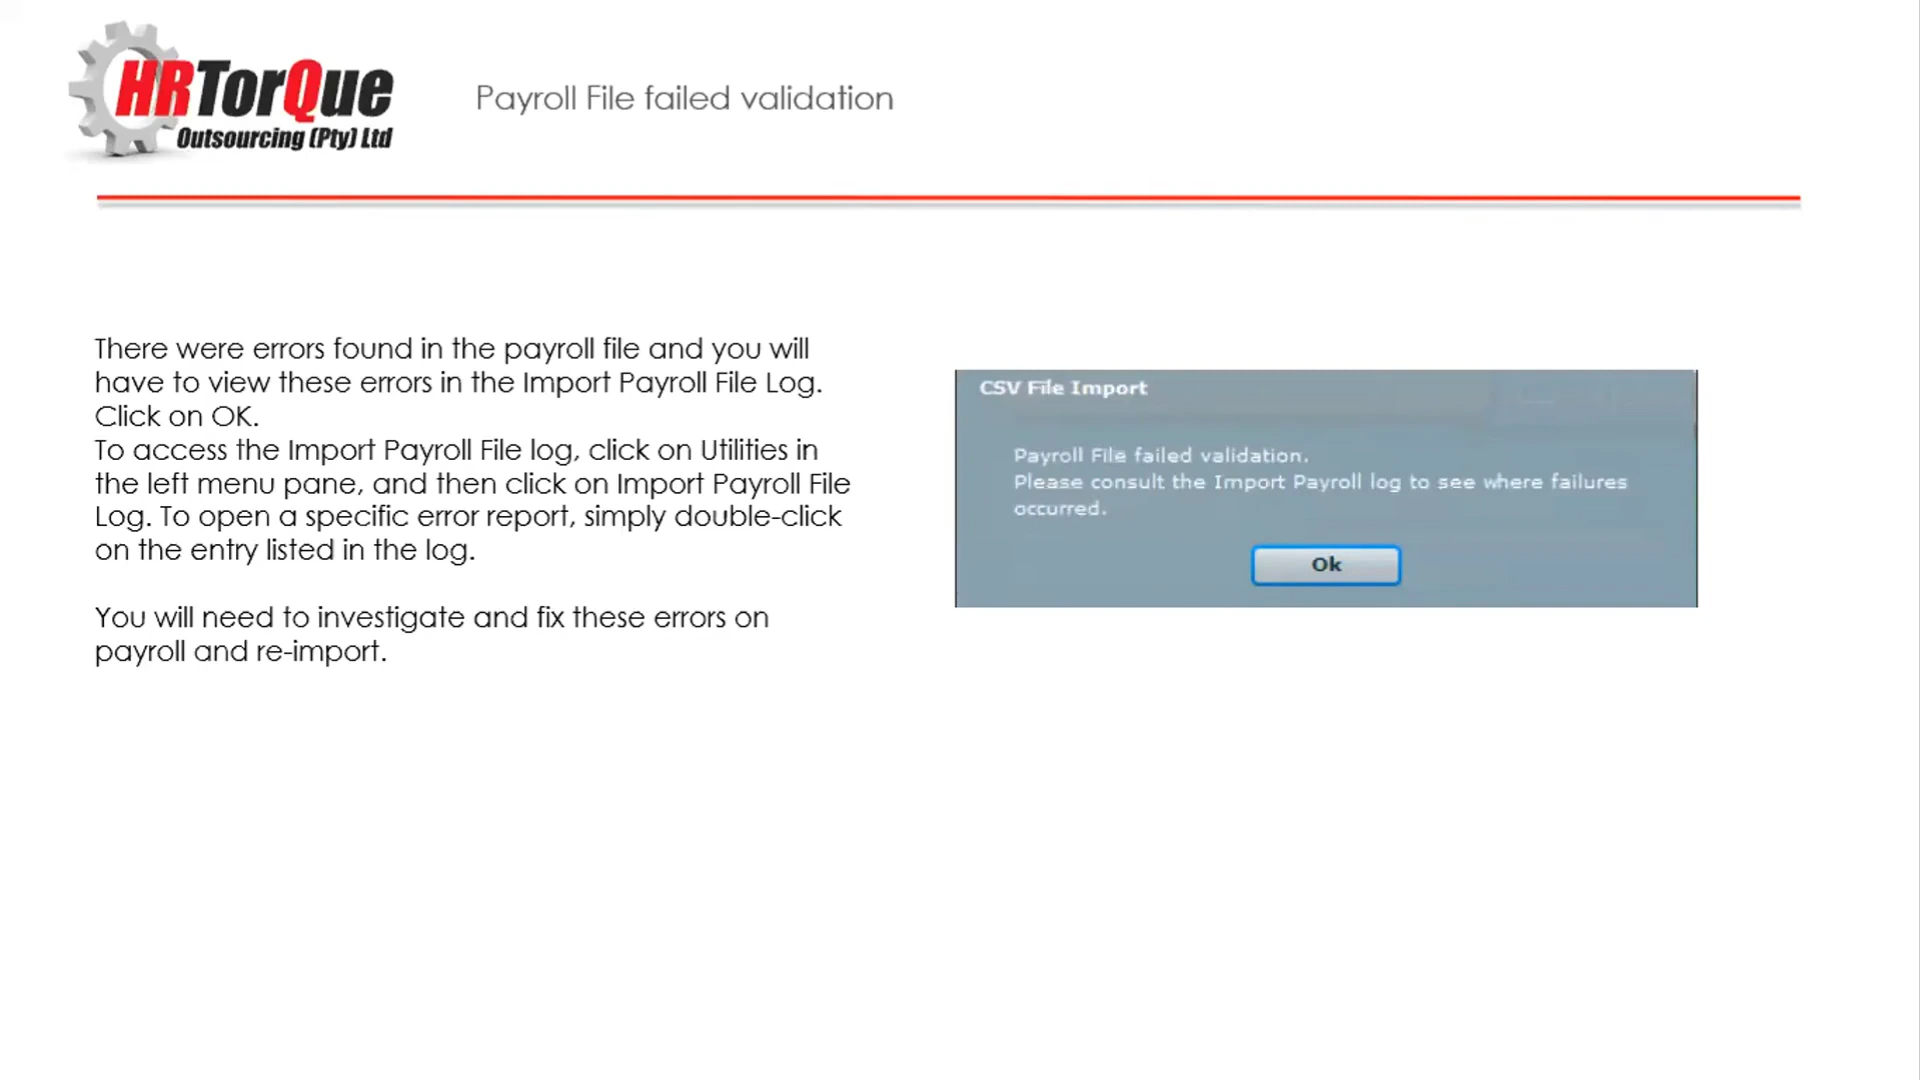 HRTorQue
Outsourcing (Pty) Ltd
Payroll File failed validation
There were errors found in the payroll file and you will
have to view these errors in the Import Payroll File Log.
Click on OK.
To access the Import Payroll File log, click on Utilities in
the left menu pane, and then click on Import Payroll File
Log. To open a specific error report, simply double-click
on the entry listed in the log.
You will need to investigate and fix these errors on
payroll and re-import.
CSV File Import
Payroll File failed validation.
Please consult the Import Payroll log to see where failures
occurred.
Ok